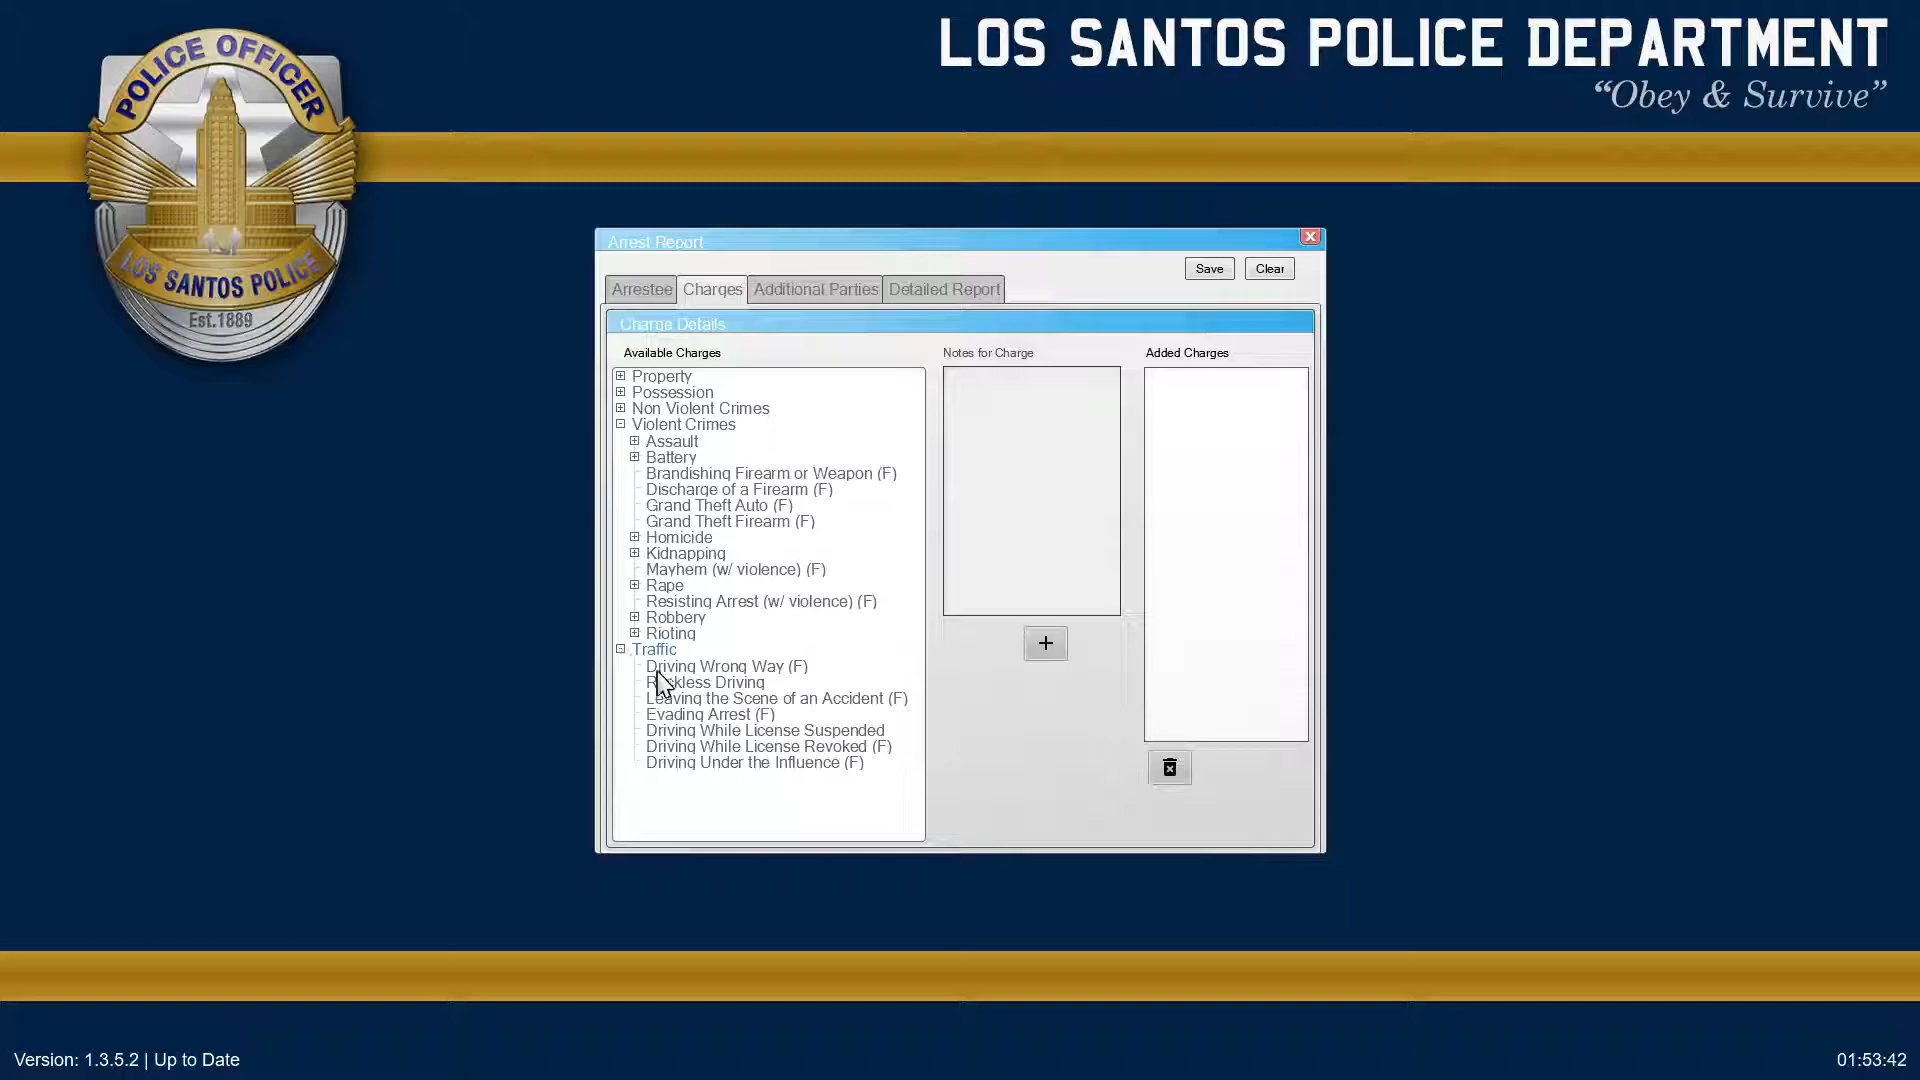 LOS SANTOS POLICE DEPARTMENT
“Obey & Survive”
POLICE OFFICER
LOS SANTOS POLICE
Est.1889
Arrest Report
Save
Clear
Arrestee
Charges
Additional Parties
Detailed Report
Charge Details
Available Charges
Notes for Charge
Added Charges
Property
Possession
Non Violent Crimes
Violent Crimes
Assault
Battery
Brandishing Firearm or Weapon (F)
Discharge of a Firearm (F)
Grand Theft Auto (F)
Grand Theft Firearm (F)
Homicide
Kidnapping
Mayhem (w/ violence) (F)
Rape
Resisting Arrest (w/ violence) (F)
Robbery
Rioting
Traffic
Driving Wrong Way (F)
Reckless Driving
Leaving the Scene of an Accident (F)
Evading Arrest (F)
Driving While License Suspended
Driving While License Revoked (F)
Driving Under the Influence (F)
Version: 1.3.5.2 | Up to Date
01:53:42